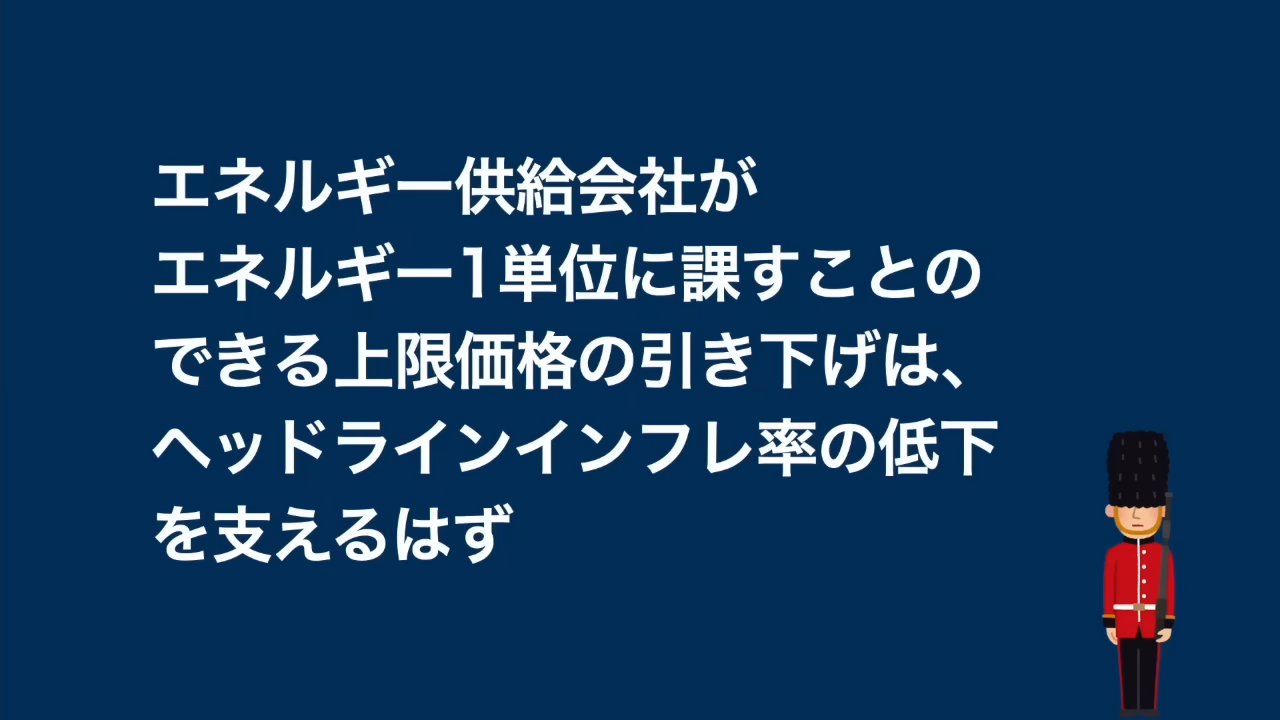 エネルギー供給会社が
エネルギー1単位に課すことの
できる上限価格の引き下げは、
ヘッドラインインフレ率の低下
を支えるはず